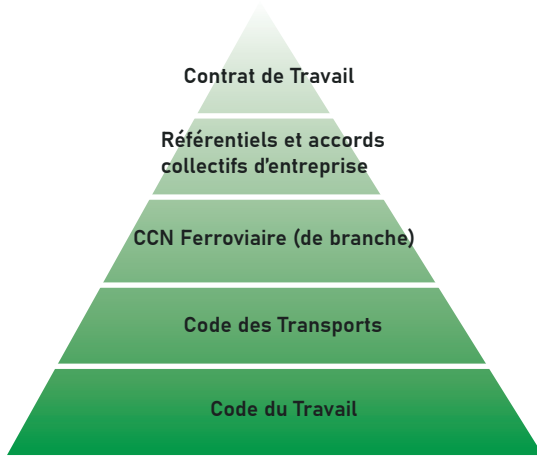 Contrat de Travail
Référentiels et accords
collectifs d'entreprise
CCN Ferroviaire (de branche)
Code des Transports
Code du Travail